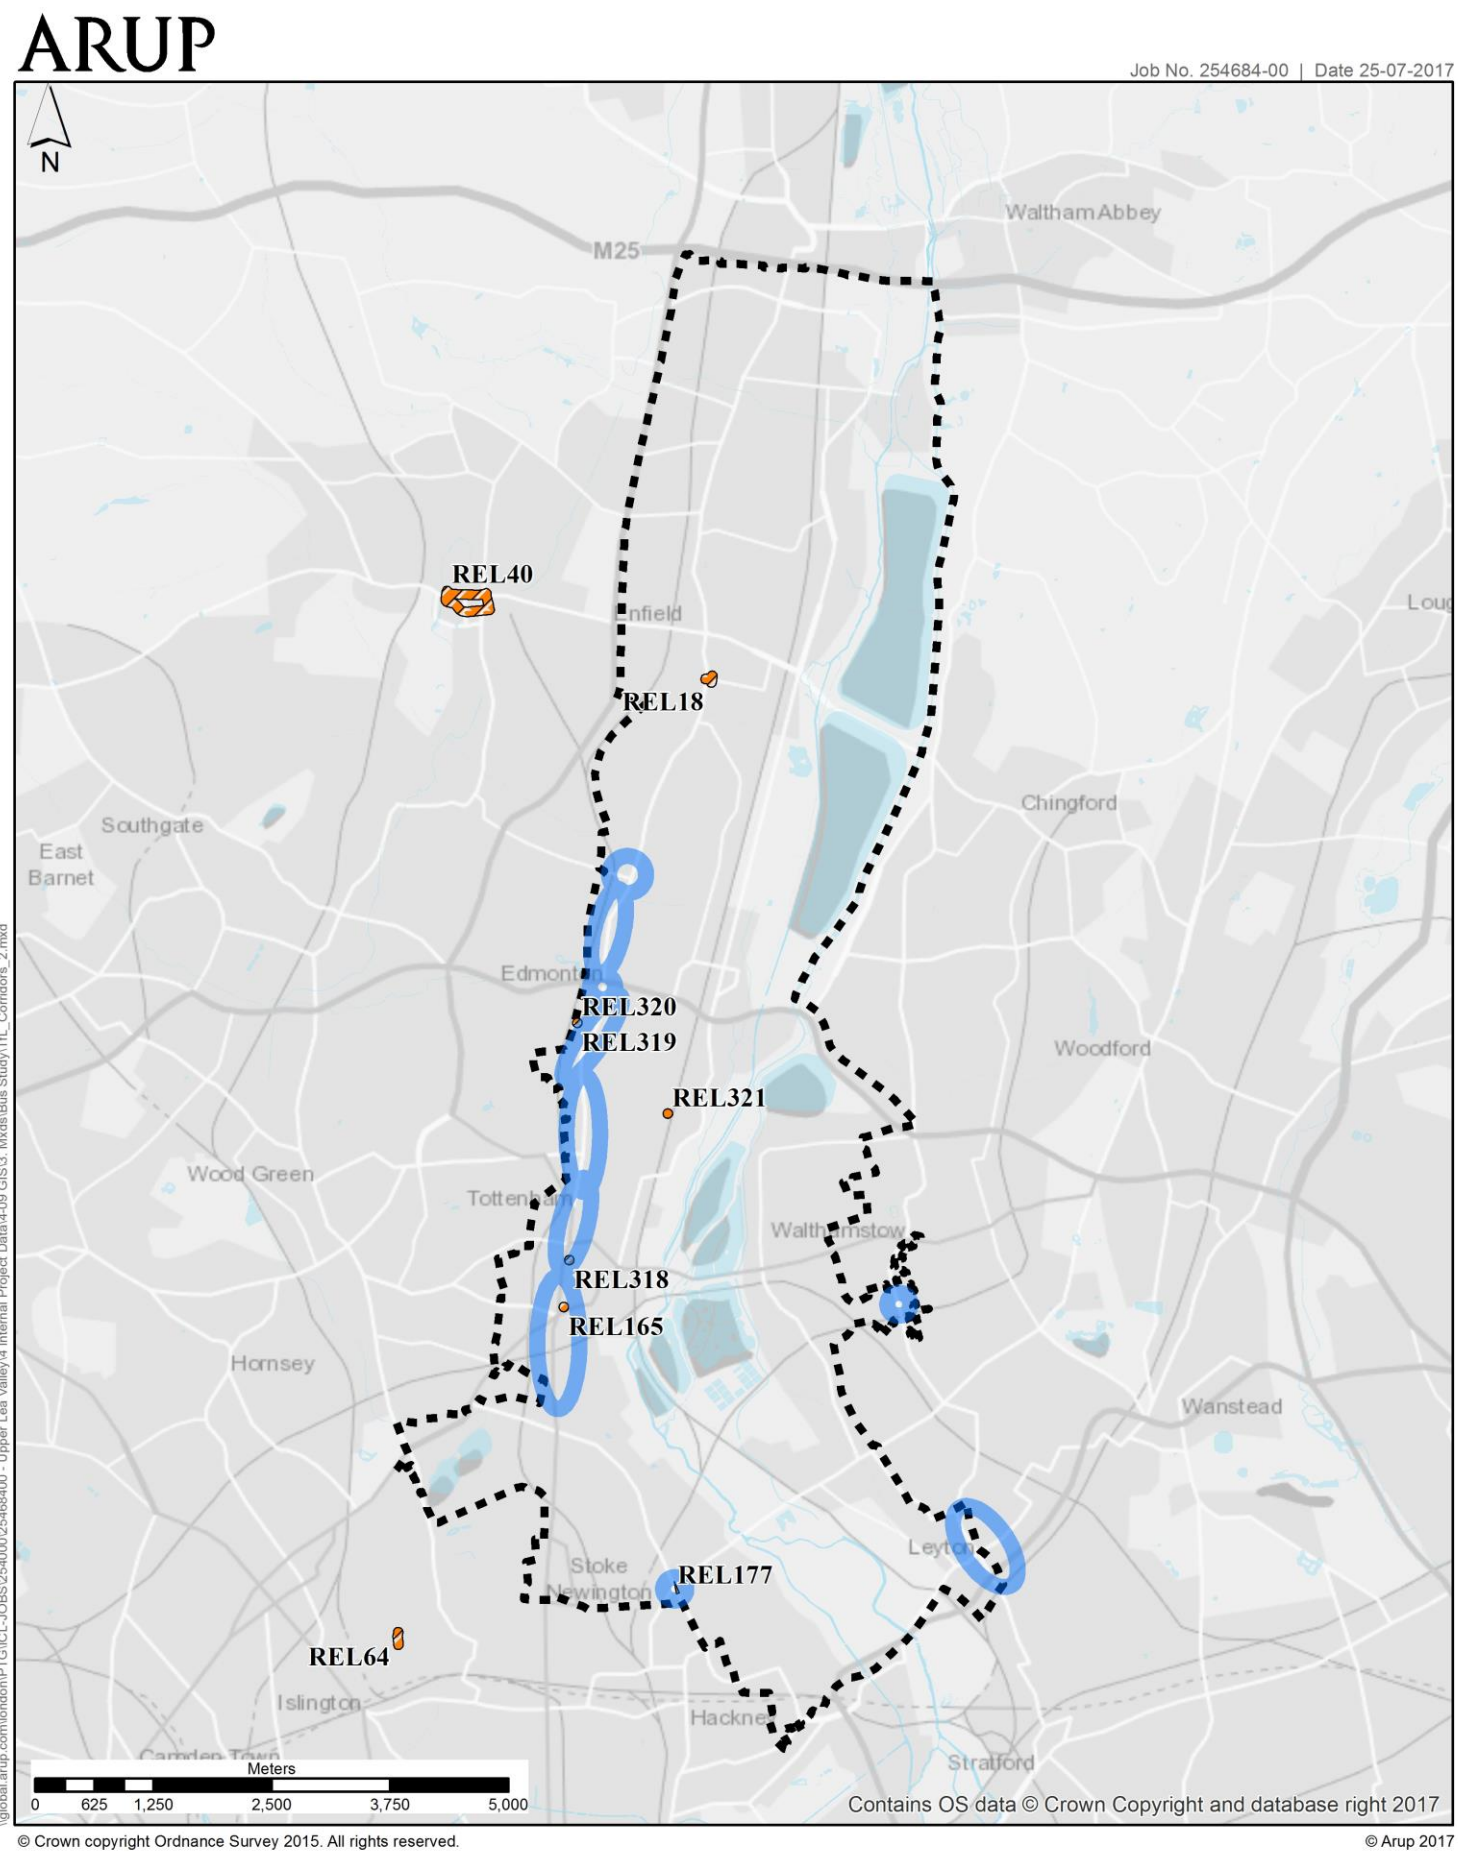 ARUP
Job No. 254684-00 | Date 25-07-2017
N
M25
Waltham Abbey
REL40
Enfield
Loug
REL18
Chingford
Southgate
East
Barnet
Edmonton
REL320
REL319
Woodford
REL321
Wood Green
Tottenham
Walthamstow
REL318
REL165
Hornsey
Wanstead
Leyton
Stoke
Newington
REL177
REL64
Islington
Hackney
Camden Town
Stratford
Meters
0 625 1,250 2,500 3,750 5,000
Contains OS data © Crown Copyright and database right 2017
© Crown copyright Ordnance Survey 2015. All rights reserved.
© Arup 2017